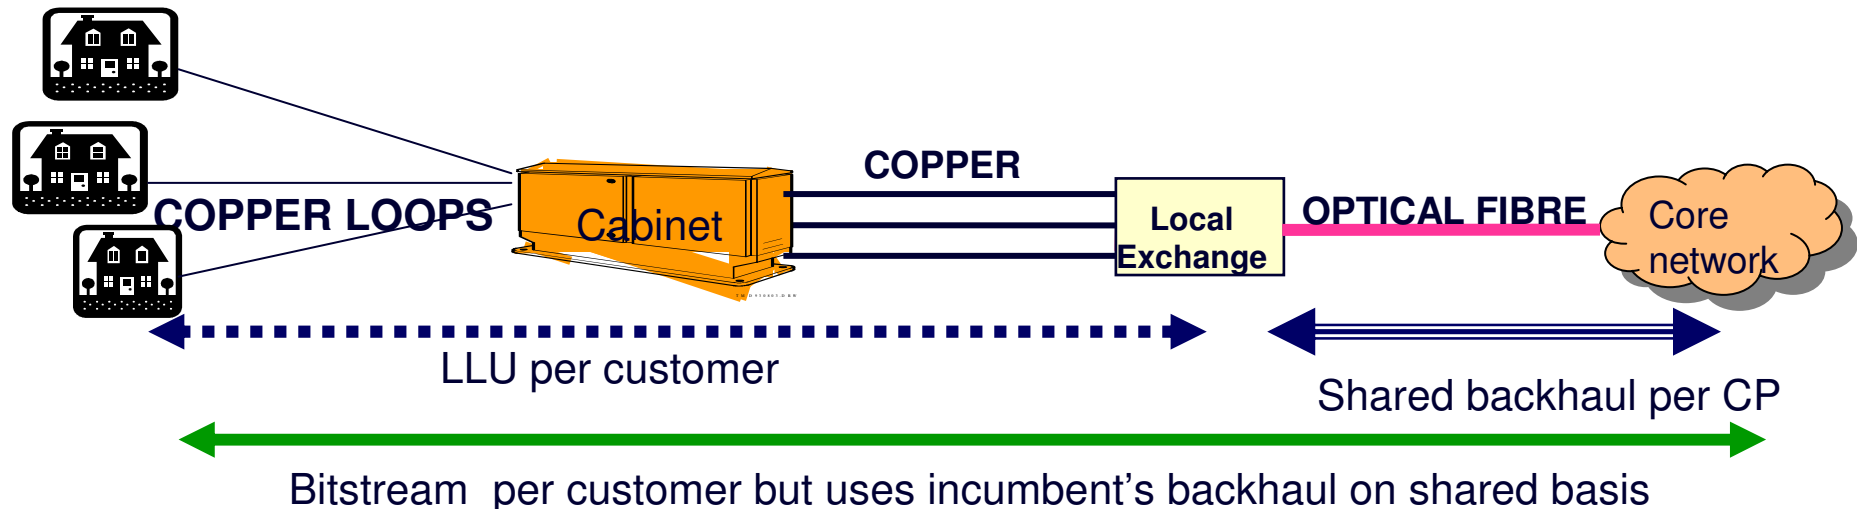 COPPER
COPPER LOOPS
Cabinet
Local
Exchange
OPTICAL FIBRE
Core
network
LLU per customer
Shared backhaul per CP
Bitstream per customer but uses incumbent's backhaul on shared basis